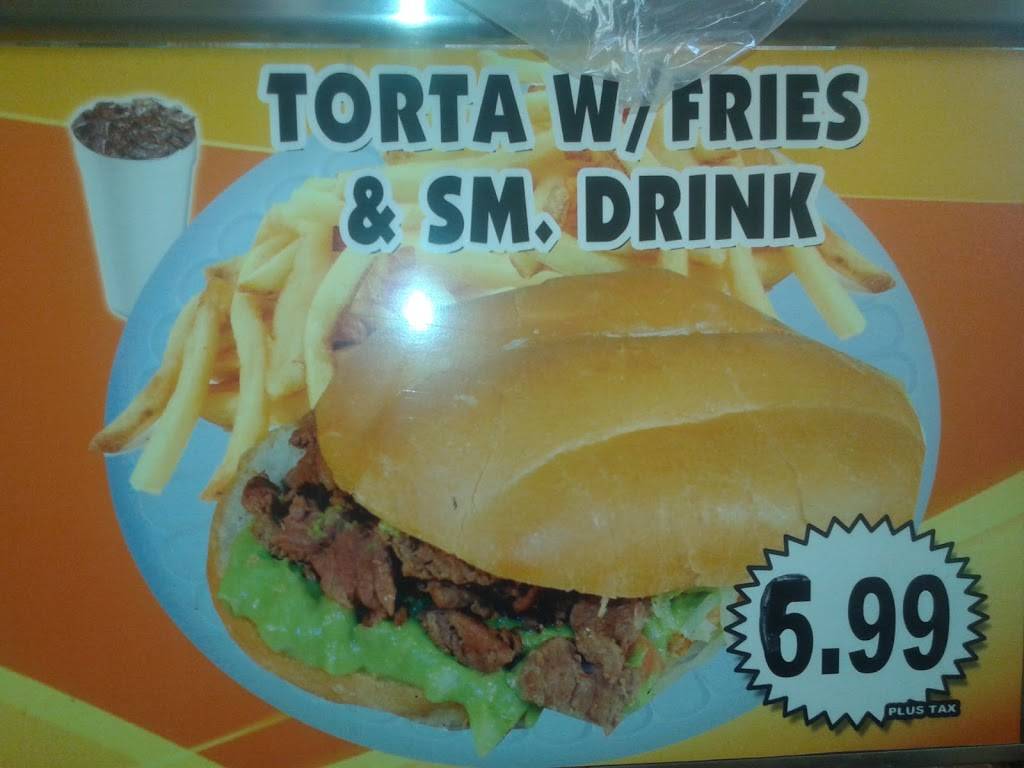 TORTA W/ FRIES
& SM. DRINK
6.99
PLUS TAX